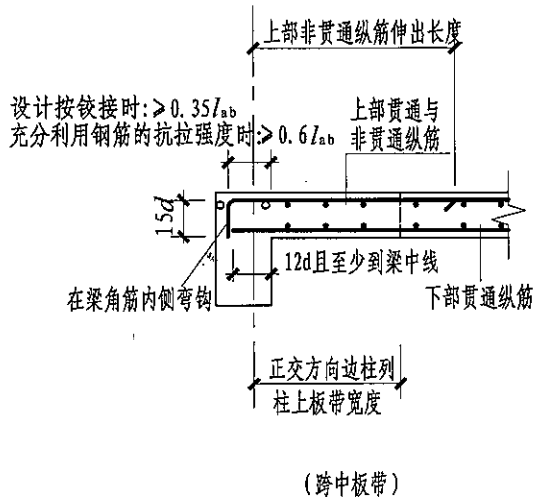 上部非贯通纵筋伸出长度
设计按铰接时:≥0.35lab
充分利用钢筋的抗拉强度时:≥0.6lab
上部贯通与
非贯通纵筋
15d
12d且至少到梁中线
在梁角筋内侧弯钩
下部贯通纵筋
正交方向边柱列
柱上板带宽度
(跨中板带)